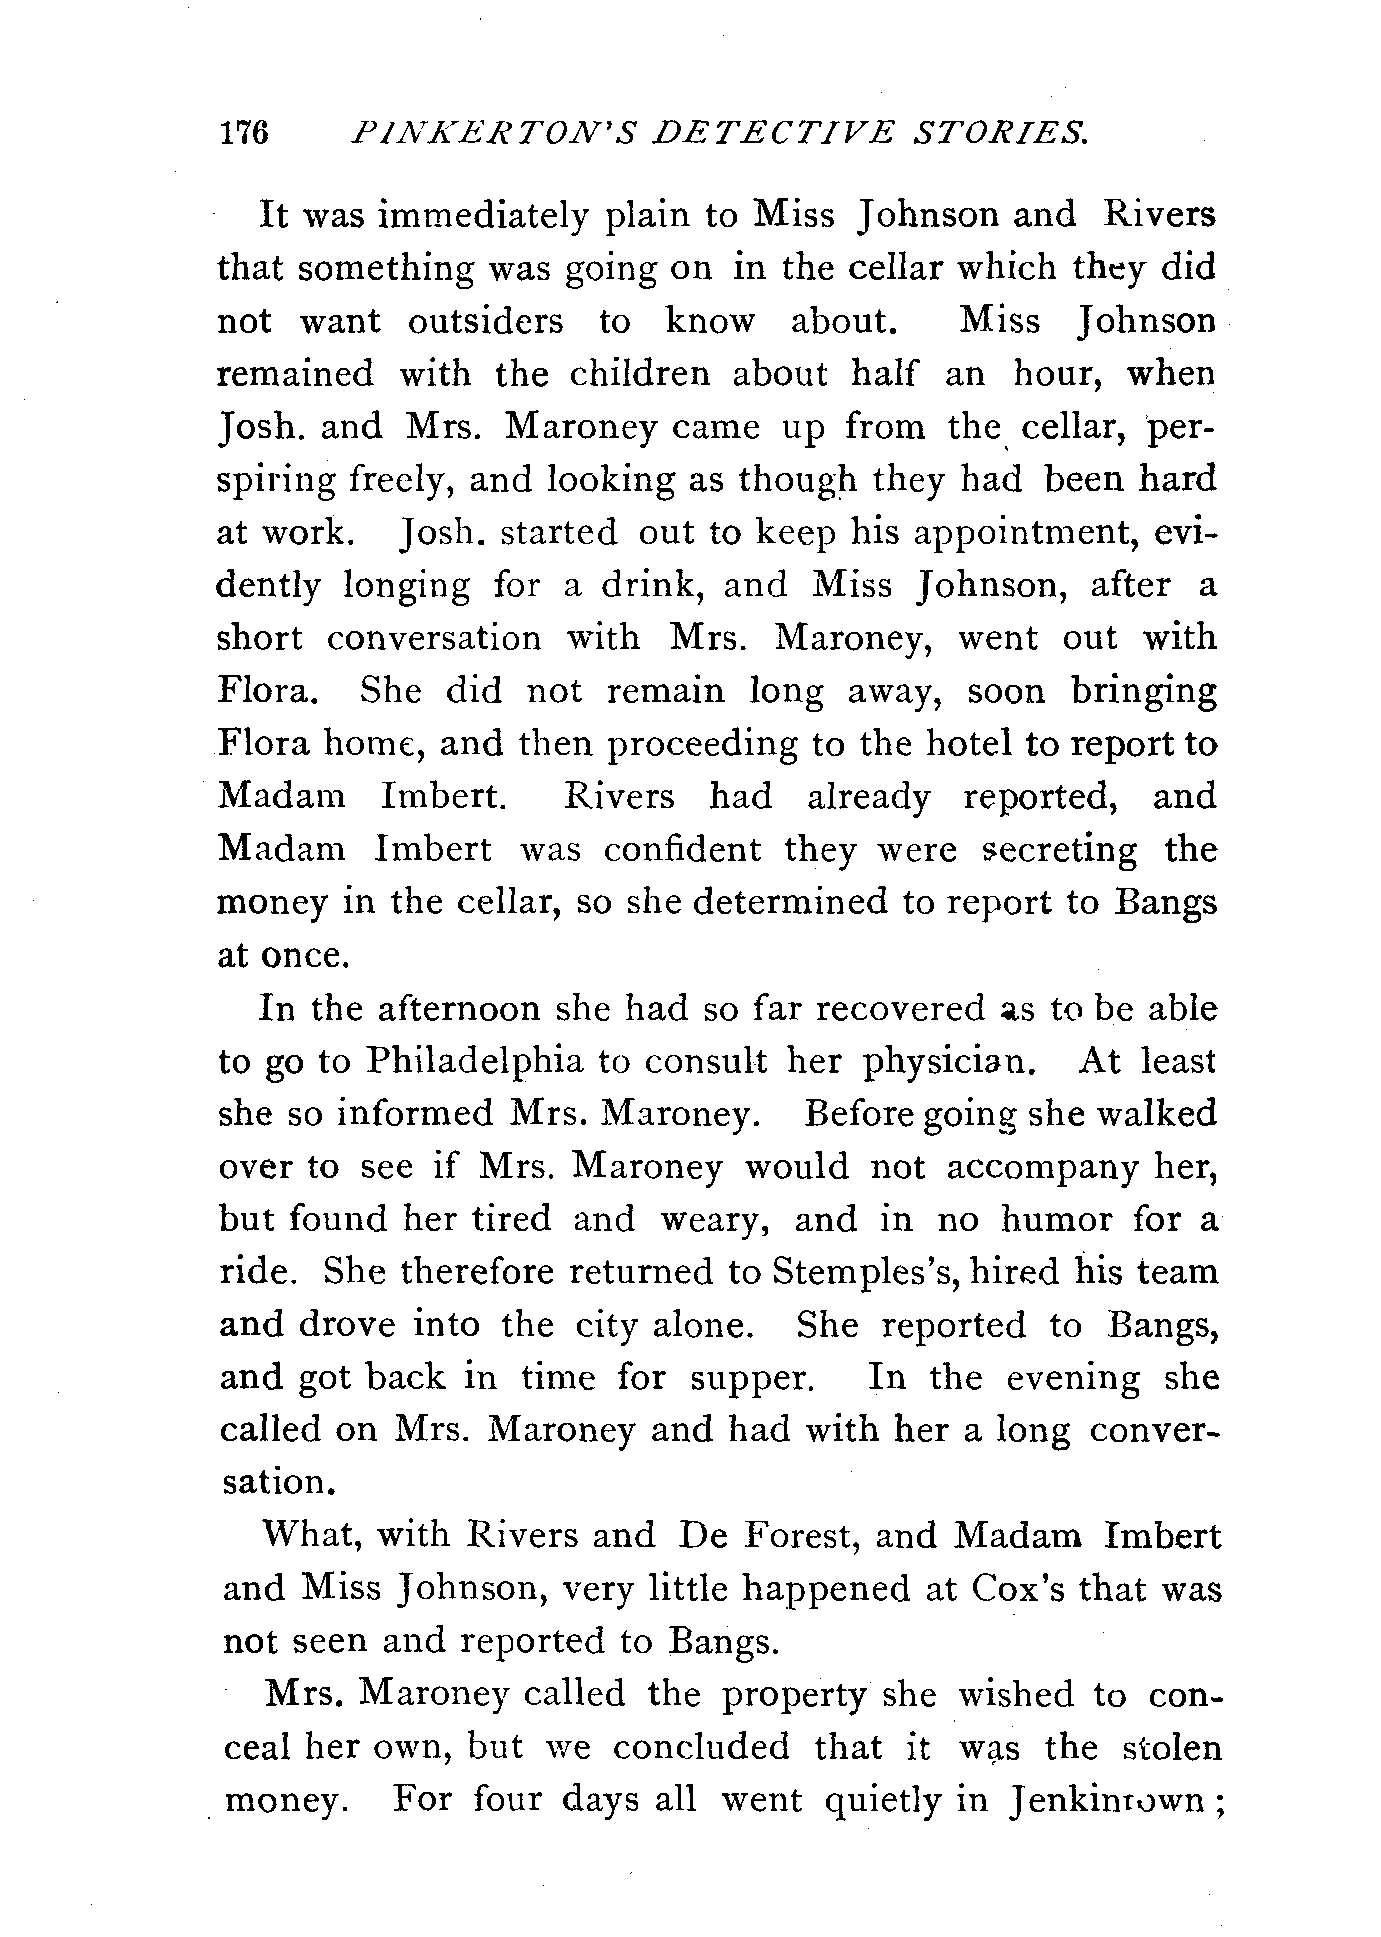 176 PINKERTON'S DETECTIVE STORIES.
It was immediately plain to Miss Johnson and Rivers
that something was going on in the cellar which they did
not want outsiders to know about. Miss Johnson
remained with the children about half an hour, when
Josh. and Mrs. Maroney came up from the cellar, per-
spiring freely, and looking as though they had been hard
at work. Josh. started out to keep his appointment, evi-
dently longing for a drink, and Miss Johnson, after a
short conversation with Mrs. Maroney, went out with
Flora. She did not remain long away, soon bringing
Flora home, and then proceeding to the hotel to report to
Madam Imbert. Rivers had already reported, and
Madam Imbert was confident they were secreting the
money in the cellar, so she determined to report to Bangs
at once.
In the afternoon she had so far recovered as to be able
to go to Philadelphia to consult her physician. At least
she so informed Mrs. Maroney. Before going she walked
over to see if Mrs. Maroney would not accompany her,
but found her tired and weary, and in no humor for a
ride. She therefore returned to Stemples's, hired his team
and drove into the city alone. She reported to Bangs,
and got back in time for supper. In the evening she
called on Mrs. Maroney and had with her a long conver-
sation.
What, with Rivers and De Forest, and Madam Imbert
and Miss Johnson, very little happened at Cox's that was
not seen and reported to Bangs.
Mrs. Maroney called the property she wished to con-
ceal her own, but we concluded that it was the stolen
money. For four days all went quietly in Jenkintown ;